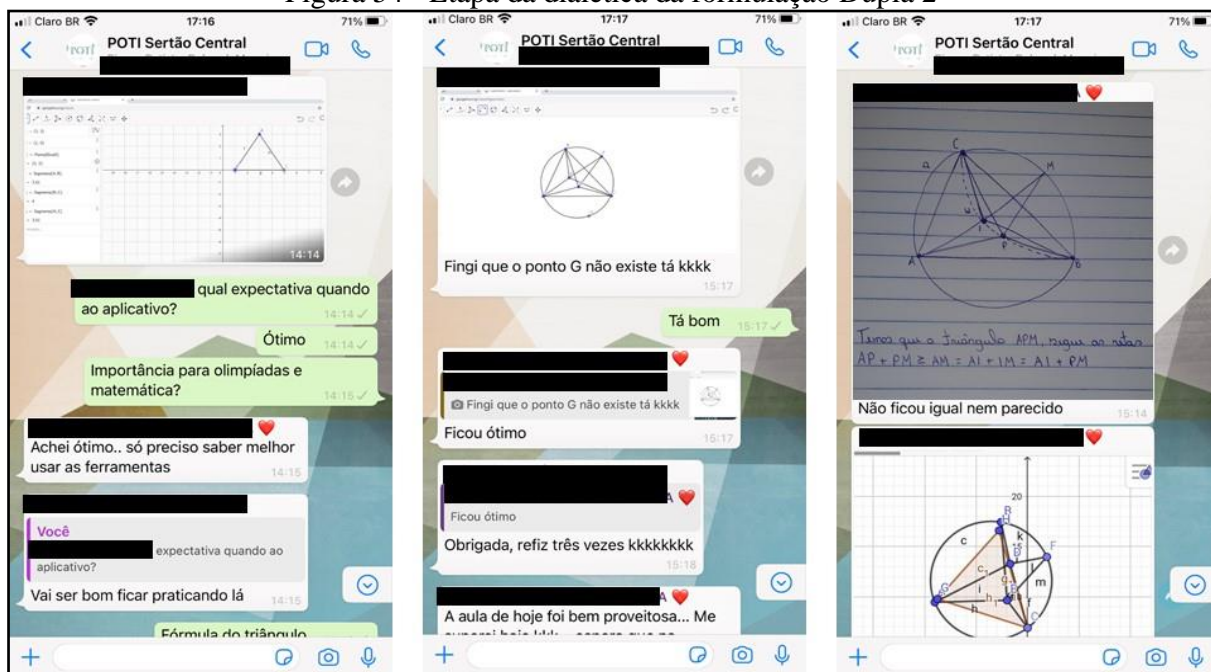 Figura 54 - Etapa da dialética da formulação Dupla 2
Claro BR 17:16 71%
POTI Sertão Central
14:14
qual expectativa quando
ao aplicativo?
14:14
Ótimo 14:14
Importância para olimpíadas e
matemática?
14:15
Achei ótimo.. só preciso saber melhor
usar as ferramentas
14:15
Você
expectativa quando ao
aplicativo?
Vai ser bom ficar praticando lá 14:15
Fórmula do triângulo
Claro BR 17:17 71%
POTI Sertão Central
Fingi que o ponto G não existe tá kkkk
15:17
Tá bom 15:17
Fingi que o ponto G não existe tá kkkk
Ficou ótimo 15:17
A
Ficou ótimo
Obrigada, refiz três vezes kkkkkkkk
15:18
A
A aula de hoje foi bem proveitosa... Me
Claro BR 17:17 71%
POTI Sertão Central
A
C
a
M
I
P
A
B
Temos que o triângulo APM, segue as retas
AP + PM ≥ AM = AI + IM = AI + PM
Não ficou igual nem parecido 15:14
20
c
k
F
m
G
h
f
C